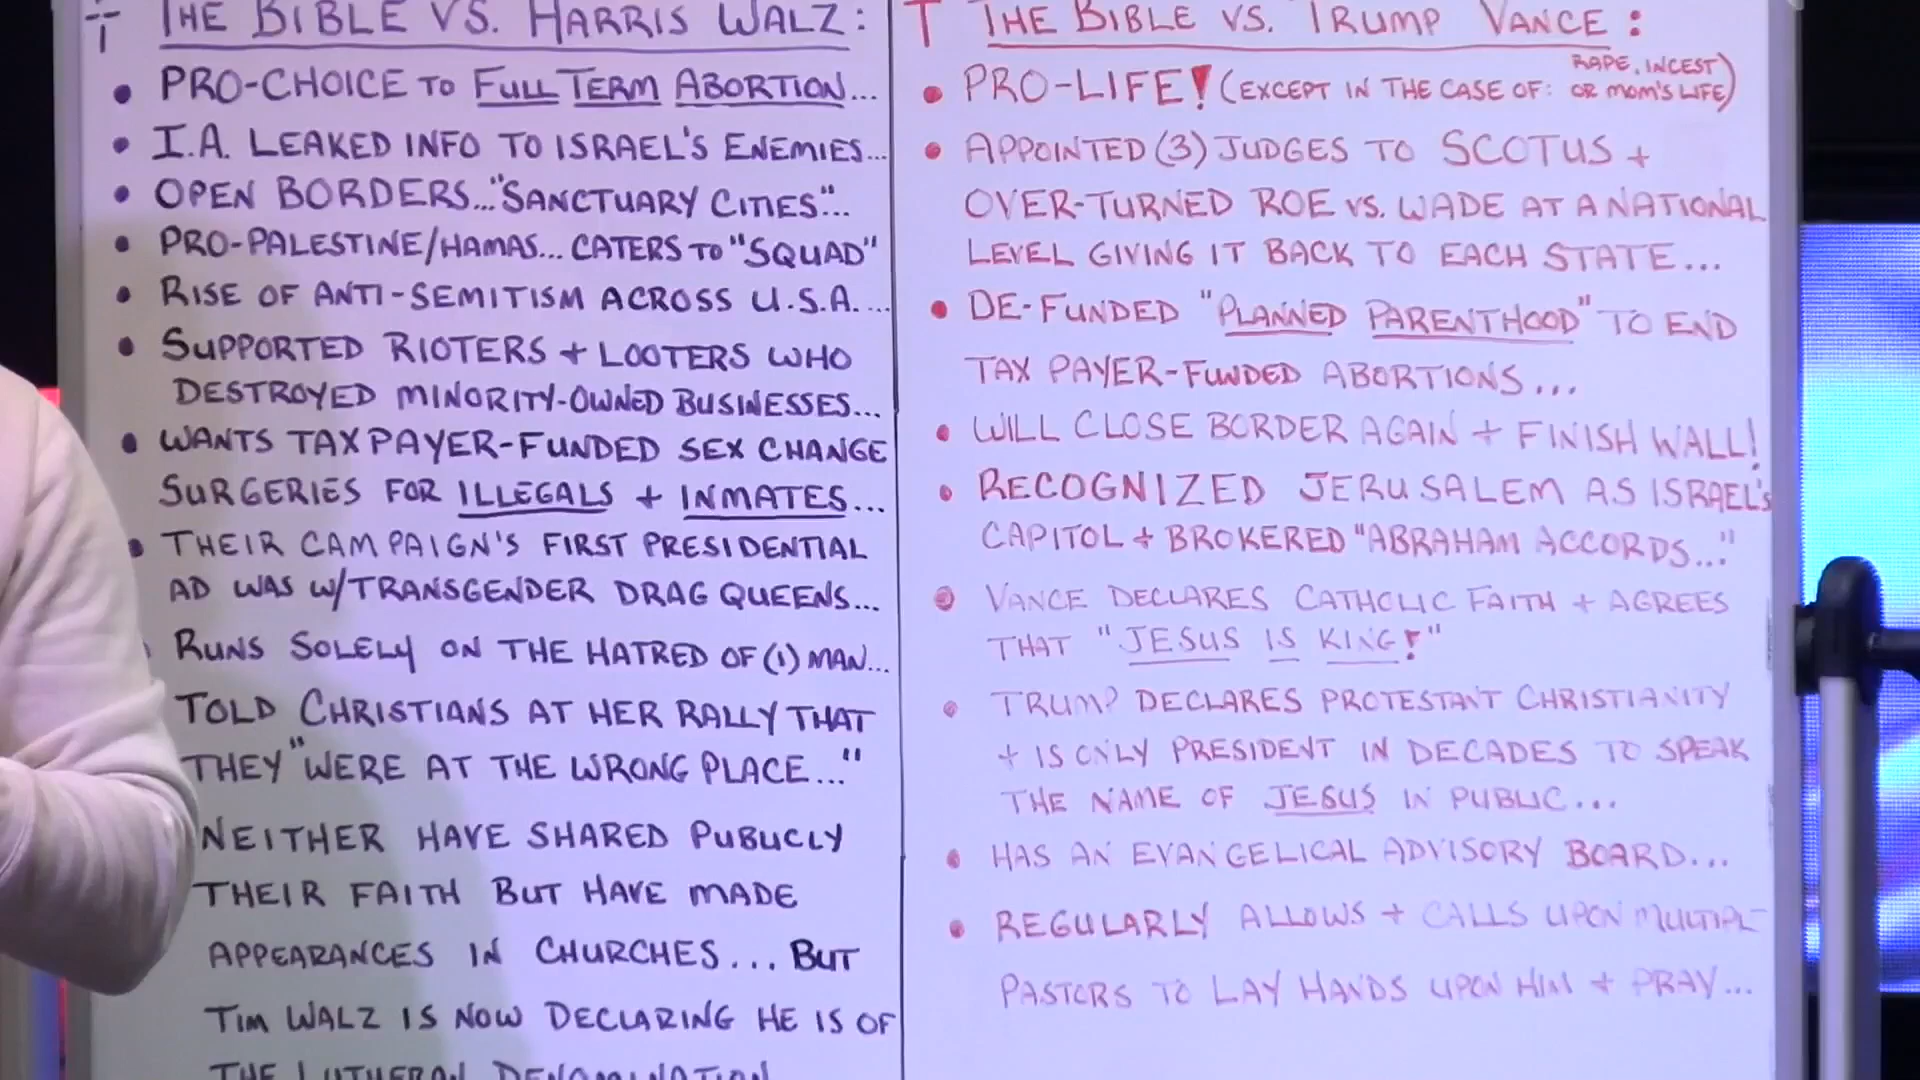 THE BIBLE VS. HARRIS WALZ:
• PRO-CHOICE TO FULL TERM ABORTION...
• I.A. LEAKED INFO TO ISRAEL'S ENEMIES...
• OPEN BORDERS..."SANCTUARY CITIES"...
• PRO-PALESTINE/HAMAS... CATERS TO "SQUAD"
• RISE OF ANTI-SEMITISM ACROSS U.S.A....
• SUPPORTED RIOTERS + LOOTERS WHO
DESTROYED MINORITY-OWNED BUSINESSES...
• WANTS TAXPAYER-FUNDED SEX CHANGE
SURGERIES FOR ILLEGALS + INMATES...
• THEIR CAMPAIGN'S FIRST PRESIDENTIAL
AD WAS W/TRANSGENDER DRAG QUEENS...
RUNS SOLELY ON THE HATRED OF (1) MAN...
TOLD CHRISTIANS AT HER RALLY THAT
THEY "WERE AT THE WRONG PLACE..."
NEITHER HAVE SHARED PUBLICLY
THEIR FAITH BUT HAVE MADE
APPEARANCES IN CHURCHES... BUT
TIM WALZ IS NOW DECLARING HE IS OF
THE LUTHERAN DENOMINATION
THE BIBLE VS. TRUMP VANCE:
• PRO-LIFE! (EXCEPT IN THE CASE OF: RAPE, INCEST
OR MOM'S LIFE)
• APPOINTED (3) JUDGES TO SCOTUS +
OVER-TURNED ROE VS. WADE AT A NATIONAL
LEVEL GIVING IT BACK TO EACH STATE...
• DE-FUNDED "PLANNED PARENTHOOD" TO END
TAX PAYER-FUNDED ABORTIONS...
• WILL CLOSE BORDER AGAIN + FINISH WALL!
• RECOGNIZED JERUSALEM AS ISRAEL'S
CAPITOL + BROKERED "ABRAHAM ACCORDS..."
• VANCE DECLARES CATHOLIC FAITH + AGREES
THAT "JESUS IS KING!"
• TRUMP DECLARES PROTESTANT CHRISTIANITY
+ IS ONLY PRESIDENT IN DECADES TO SPEAK
THE NAME OF JESUS IN PUBLIC...
• HAS AN EVANGELICAL ADVISORY BOARD...
• REGULARLY ALLOWS + CALLS UPON MULTIPLE
PASTORS TO LAY HANDS UPON HIM + PRAY...